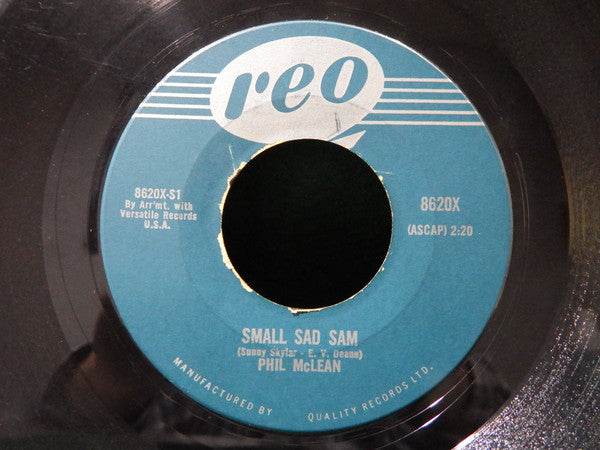 reo
8620X-S1
By Arr'mt. with
Versatile Records
U.S.A.
8620X
(ASCAP) 2:20
SMALL SAD SAM
(Sunny Skylar - E. V. Deane)
PHIL McLEAN
MANUFACTURED BY QUALITY RECORDS LTD.